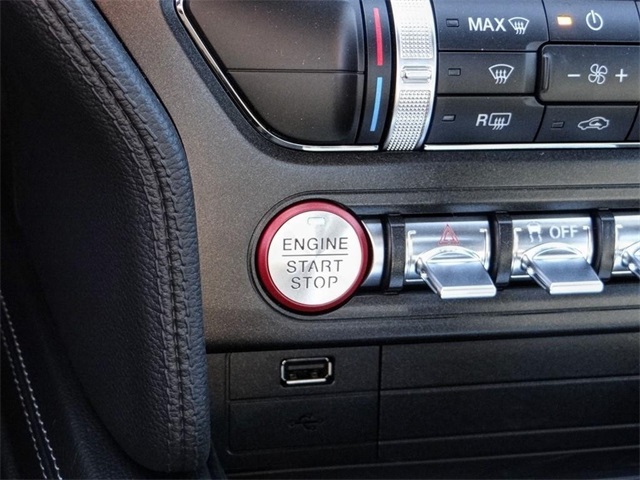 MAX
R
ENGINE
START
STOP
OFF